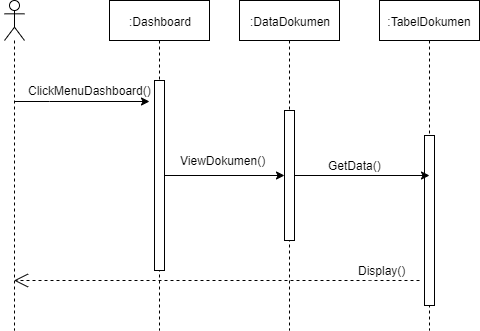 :Dashboard
:DataDokumen
:TabelDokumen
ClickMenuDashboard()
ViewDokumen()
GetData()
Display()